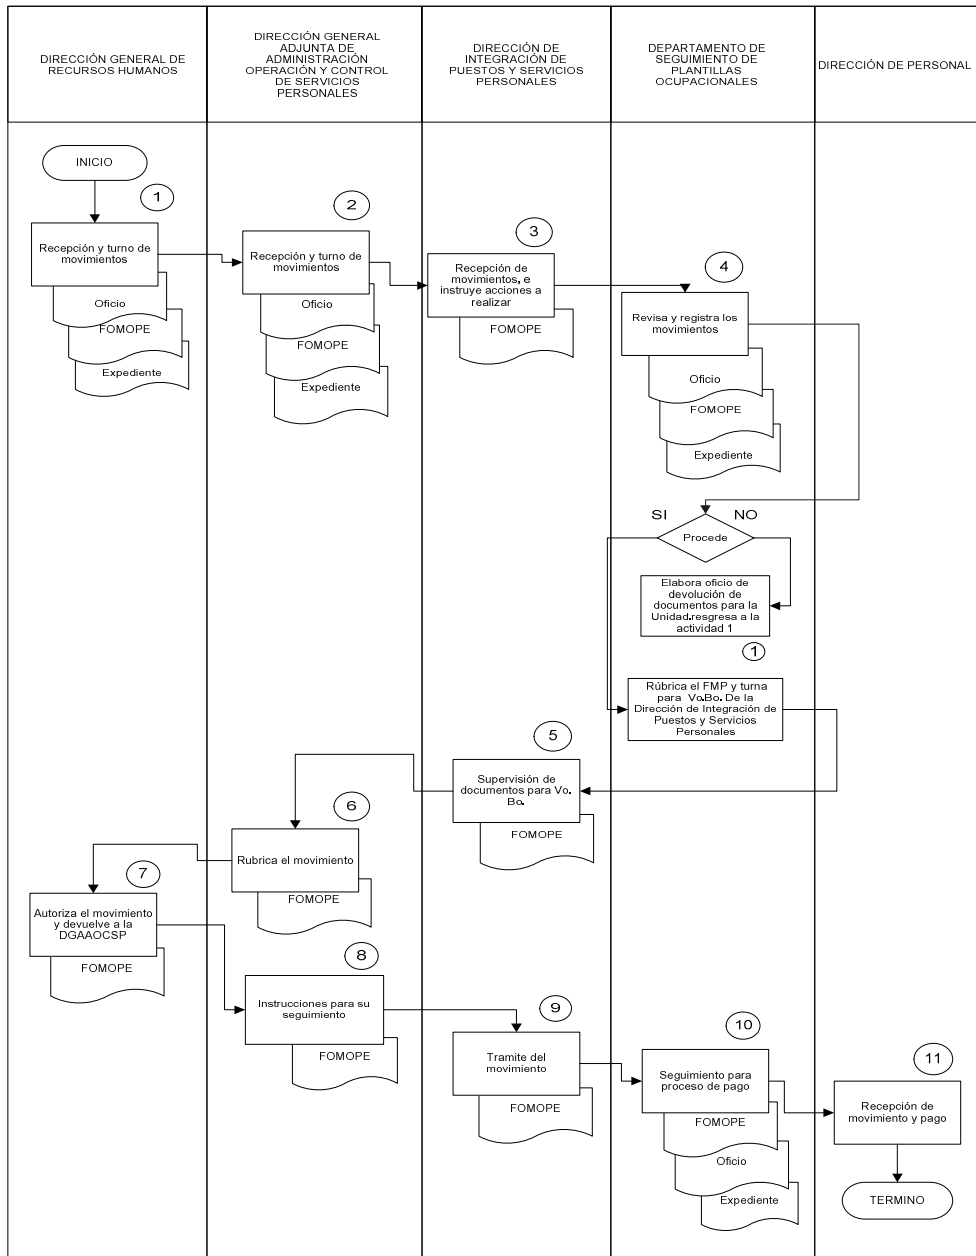 DIRECCIÓN GENERAL DE
RECURSOS HUMANOS
DIRECCIÓN GENERAL
ADJUNTA DE
ADMINISTRACIÓN
OPERACIÓN Y CONTROL
DE SERVICIOS
PERSONALES
DIRECCIÓN DE
INTEGRACIÓN DE
PUESTOS Y SERVICIOS
PERSONALES
DEPARTAMENTO DE
SEGUIMIENTO DE
PLANTILLAS
OCUPACIONALES
DIRECCIÓN DE PERSONAL
INICIO
1
Recepción y turno de
movimientos
Oficio
FOMOPE
Expediente
2
Recepción y turno de
movimientos
Oficio
FOMOPE
Expediente
3
Recepción de
movimientos, e
instruye acciones a
realizar
FOMOPE
4
Revisa y registra los
movimientos
Oficio
FOMOPE
Expediente
SI
NO
Procede
Elabora oficio de
devolución de
documentos para la
Unidad.resgresa a la
actividad 1
1
Rúbrica el FMP y turna
para Vo.Bo. De la
Dirección de Integración de
Puestos y Servicios
Personales
5
Supervisión de
documentos para Vo.
Bo.
FOMOPE
6
Rubrica el movimiento
FOMOPE
7
Autoriza el movimiento
y devuelve a la
DGAAOCSP
FOMOPE
8
Instrucciones para su
seguimiento
FOMOPE
9
Tramite del
movimiento
FOMOPE
10
Seguimiento para
proceso de pago
FOMOPE
Oficio
Expediente
11
Recepción de
movimiento y pago
TERMINO